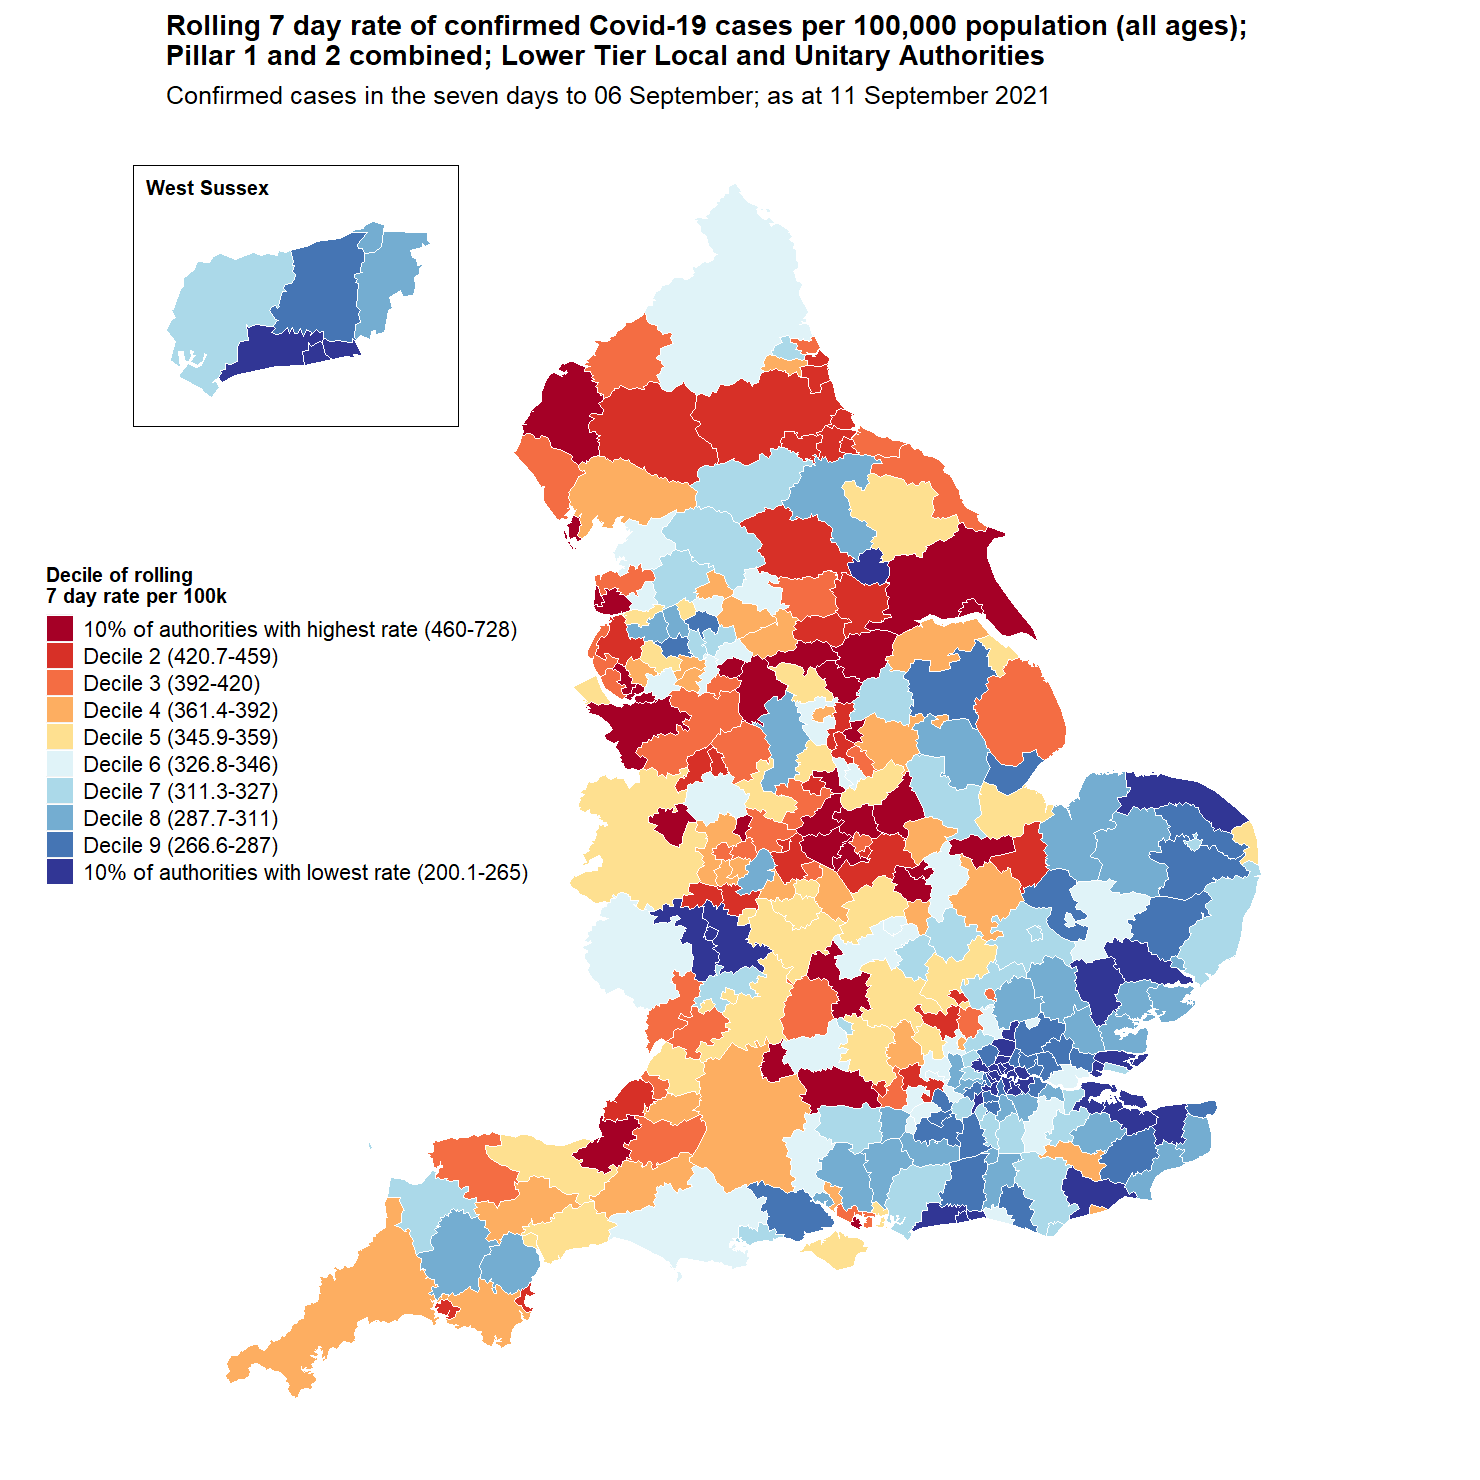 Rolling 7 day rate of confirmed Covid-19 cases per 100,000 population (all ages);
Pillar 1 and 2 combined; Lower Tier Local and Unitary Authorities
Confirmed cases in the seven days to 06 September; as at 11 September 2021
West Sussex
Decile of rolling
7 day rate per 100k
10% of authorities with highest rate (460-728)
Decile 2 (420.7-459)
Decile 3 (392-420)
Decile 4 (361.4-392)
Decile 5 (345.9-359)
Decile 6 (326.8-346)
Decile 7 (311.3-327)
Decile 8 (287.7-311)
Decile 9 (266.6-287)
10% of authorities with lowest rate (200.1-265)